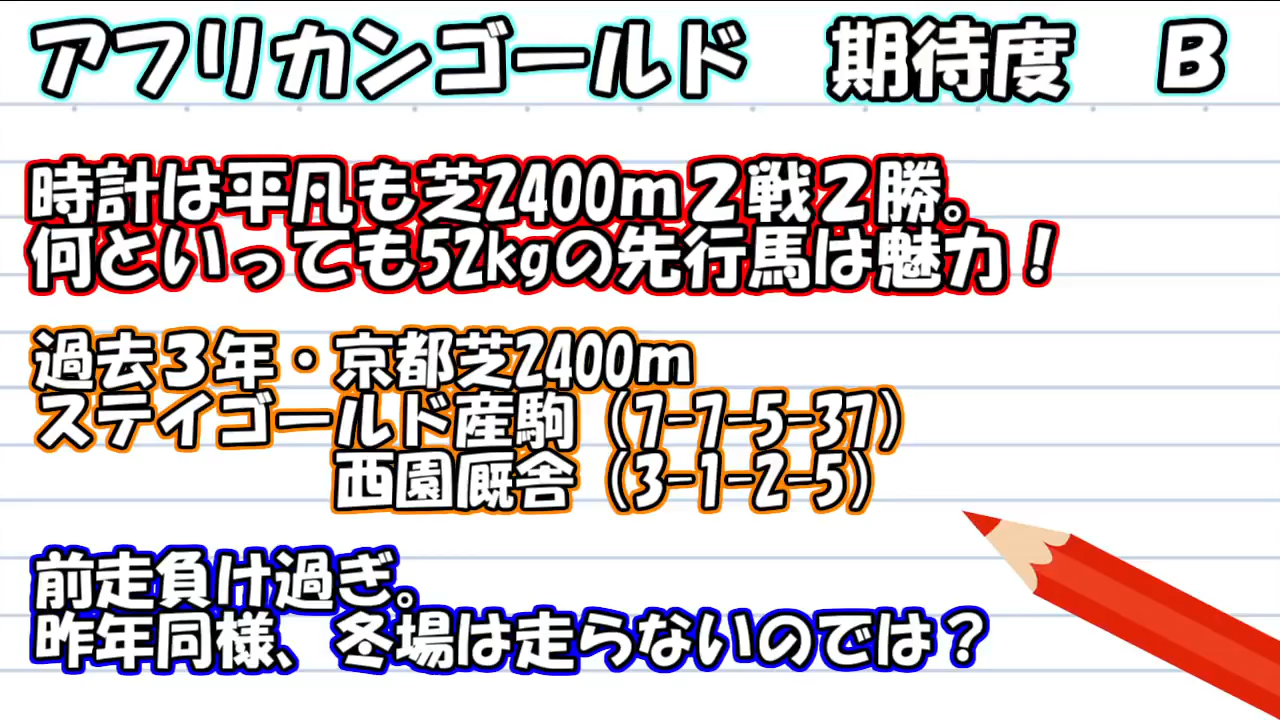 アフリカンゴールド　期待度　B
時計は平凡も芝2400m２戦２勝。
何といっても52kgの先行馬は魅力！
過去３年・京都芝2400m
ステイゴールド産駒（7-7-5-37）
西園厩舎（3-1-2-5）
前走負け過ぎ。
昨年同様、冬場は走らないのでは？